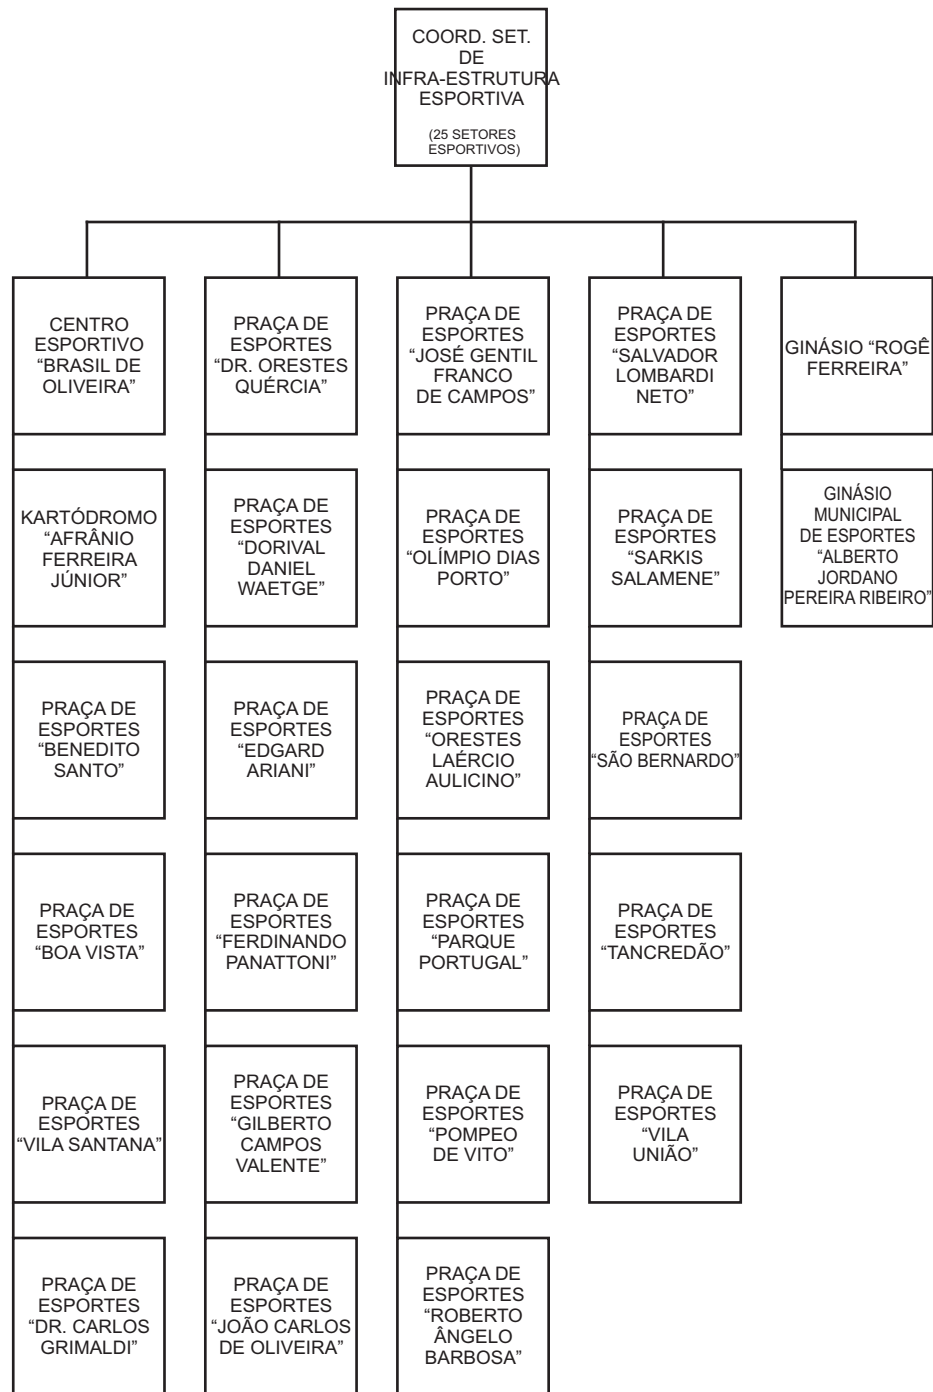 COORD. SET.
DE
INFRA-ESTRUTURA
ESPORTIVA
(25 SETORES
ESPORTIVOS)
CENTRO
ESPORTIVO
“BRASIL DE
OLIVEIRA”
KARTÓDROMO
“AFRÂNIO
FERREIRA
JÚNIOR”
PRAÇA DE
ESPORTES
“BENEDITO
SANTO”
PRAÇA DE
ESPORTES
“BOA VISTA”
PRAÇA DE
ESPORTES
“VILA SANTANA”
PRAÇA DE
ESPORTES
“DR. CARLOS
GRIMALDI”
PRAÇA DE
ESPORTES
“DR. ORESTES
QUÉRCIA”
PRAÇA DE
ESPORTES
“DORIVAL
DANIEL
WAETGE”
PRAÇA DE
ESPORTES
“EDGARD
ARIANI”
PRAÇA DE
ESPORTES
“FERDINANDO
PANATTONI”
PRAÇA DE
ESPORTES
“GILBERTO
CAMPOS
VALENTE”
PRAÇA DE
ESPORTES
“JOÃO CARLOS
DE OLIVEIRA”
PRAÇA DE
ESPORTES
“JOSÉ GENTIL
FRANCO
DE CAMPOS”
PRAÇA DE
ESPORTES
“OLÍMPIO DIAS
PORTO”
PRAÇA DE
ESPORTES
“ORESTES
LAÉRCIO
AULICINO”
PRAÇA DE
ESPORTES
“PARQUE
PORTUGAL”
PRAÇA DE
ESPORTES
“POMPEO
DE VITO”
PRAÇA DE
ESPORTES
“ROBERTO
ÂNGELO
BARBOSA”
PRAÇA DE
ESPORTES
“SALVADOR
LOMBARDI
NETO”
PRAÇA DE
ESPORTES
“SARKIS
SALAMENE”
PRAÇA DE
ESPORTES
“SÃO BERNARDO”
PRAÇA DE
ESPORTES
“TANCREDÃO”
PRAÇA DE
ESPORTES
“VILA
UNIÃO”
GINÁSIO “ROGÊ
FERREIRA”
GINÁSIO
MUNICIPAL
DE ESPORTES
“ALBERTO
JORDANO
PEREIRA RIBEIRO”